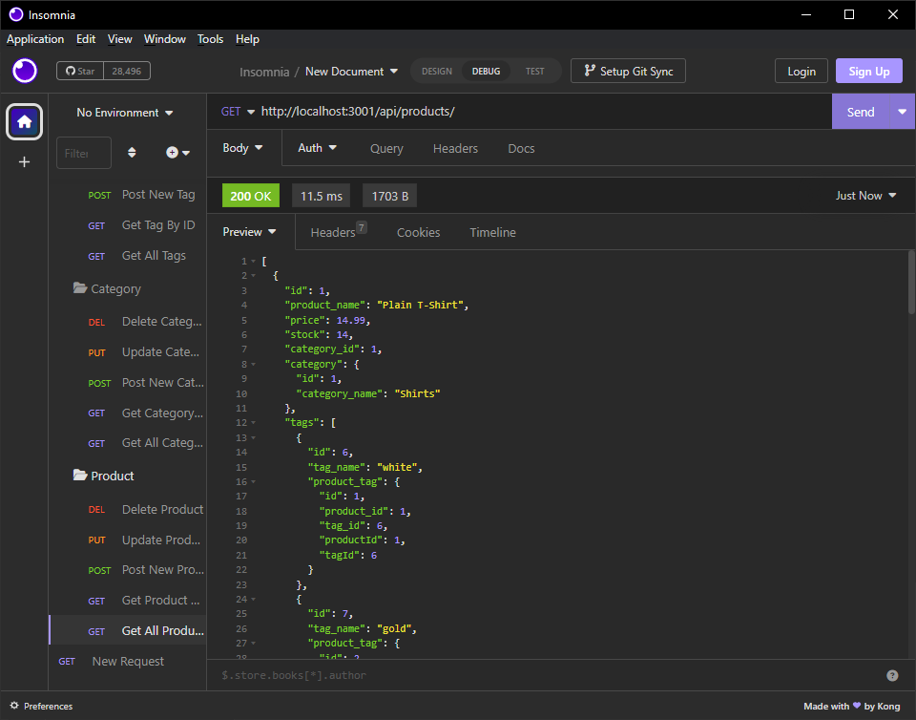 Insomnia
Application Edit View Window Tools Help
Star 28,496
Insomnia / New Document
DESIGN DEBUG TEST
Setup Git Sync
Login
Sign Up
No Environment
Filter
POST Post New Tag
GET Get Tag By ID
GET Get All Tags
Category
DEL Delete Categ...
PUT Update Cate...
POST Post New Cat...
GET Get Category...
GET Get All Categ...
Product
DEL Delete Product
PUT Update Prod...
POST Post New Pro...
GET Get Product ...
GET Get All Produ...
GET New Request
GET http://localhost:3001/api/products/
Send
Body Auth Query Headers Docs
200 OK 11.5 ms 1703 B Just Now
Preview Headers 7 Cookies Timeline
1 [
2 {
3 "id": 1,
4 "product_name": "Plain T-Shirt",
5 "price": 14.99,
6 "stock": 14,
7 "category_id": 1,
8 "category": {
9 "id": 1,
10 "category_name": "Shirts"
11 },
12 "tags": [
13 {
14 "id": 6,
15 "tag_name": "white",
16 "product_tag": {
17 "id": 1,
18 "product_id": 1,
19 "tag_id": 6,
20 "productId": 1,
21 "tagId": 6
22 }
23 },
24 {
25 "id": 7,
26 "tag_name": "gold",
27 "product_tag": {
28 "id": 2
$.store.books[*].author
Preferences
Made with ♥ by Kong